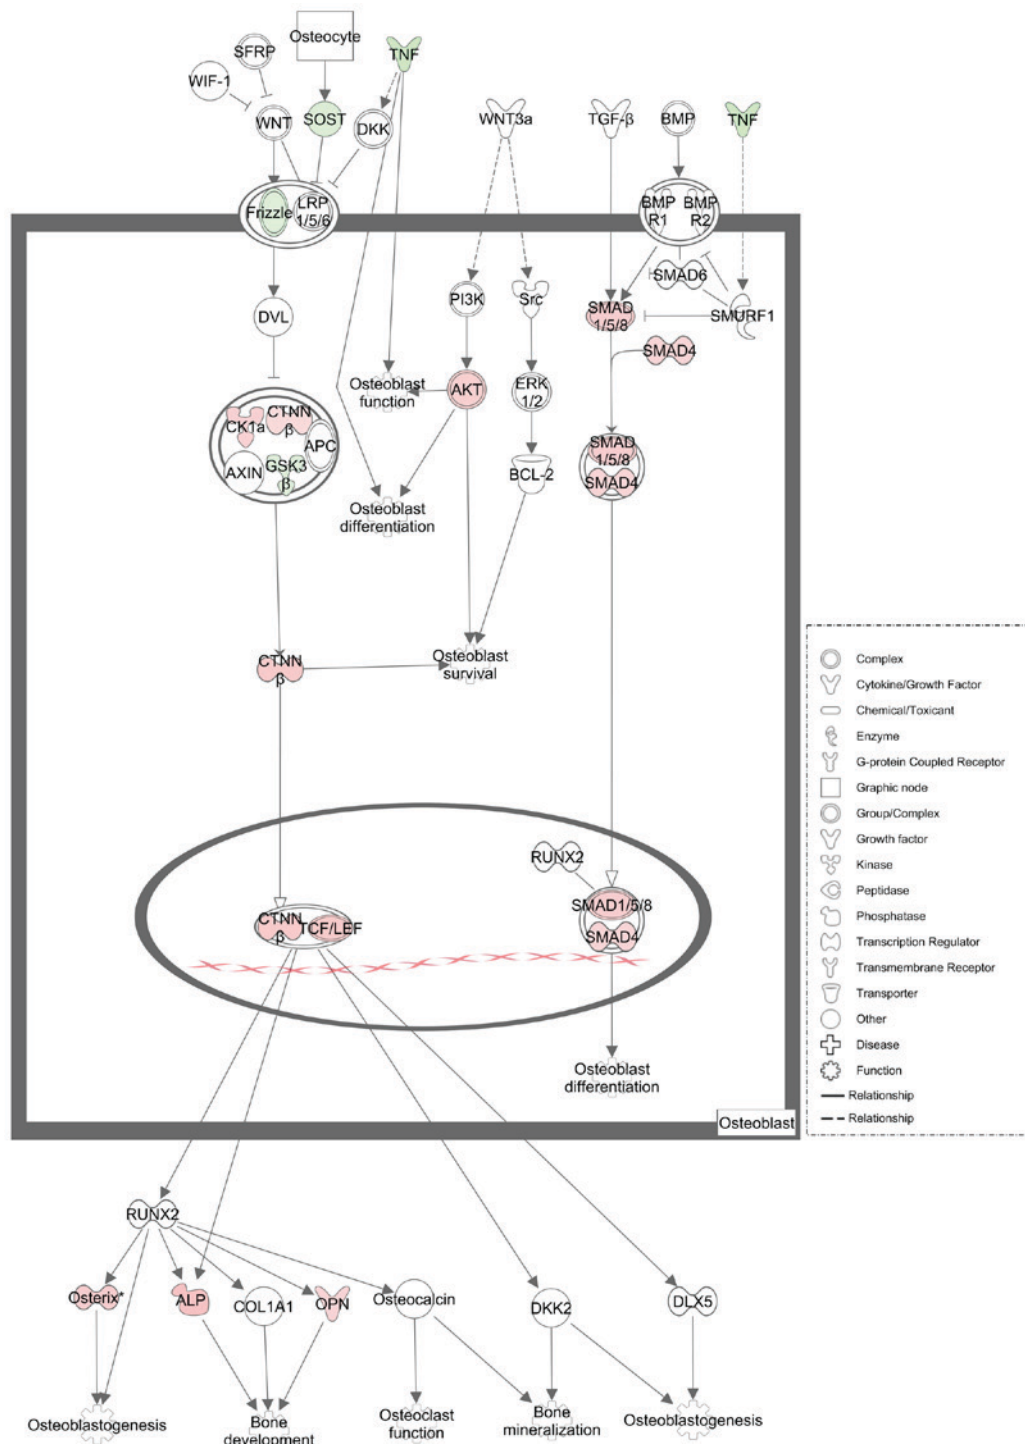 Osteocyte
TNF
SFRP
WIF-1
WNT
SOST
DKK
WNT3a
TGF-β
BMP
TNF
Frizzle
LRP
1/5/6
BMP
R1
BMP
R2
SMAD6
DVL
PI3K
Src
SMAD
1/5/8
SMURF1
SMAD4
Osteoblast
function
AKT
ERK
1/2
CK1a
CTNN
β
APC
AXIN
GSK3
β
BCL-2
SMAD
1/5/8
SMAD4
Osteoblast
differentiation
CTNN
β
Osteoblast
survival
RUNX2
CTNN
β
TCF/LEF
SMAD1/5/8
SMAD4
Osteoblast
differentiation
Osteoblast
Complex
Cytokine/Growth Factor
Chemical/Toxicant
Enzyme
G-protein Coupled Receptor
Graphic node
Group/Complex
Growth factor
Kinase
Peptidase
Phosphatase
Transcription Regulator
Transmembrane Receptor
Transporter
Other
Disease
Function
Relationship
Relationship
RUNX2
Osterix*
ALP
COL1A1
OPN
Osteocalcin
DKK2
DLX5
Osteoblastogenesis
Bone
development
Osteoclast
function
Bone
mineralization
Osteoblastogenesis